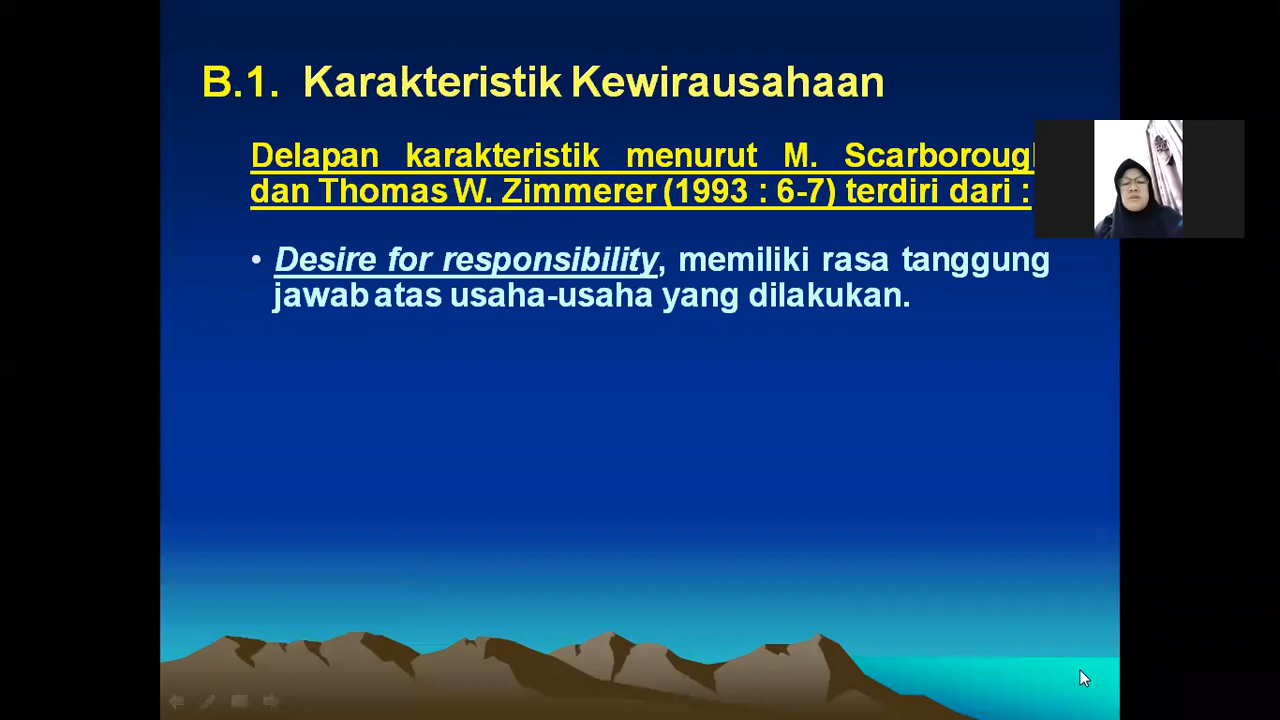 B.1. Karakteristik Kewirausahaan
Delapan karakteristik menurut M. Scarborough
dan Thomas W. Zimmerer (1993 : 6-7) terdiri dari :
• Desire for responsibility, memiliki rasa tanggung
jawab atas usaha-usaha yang dilakukan.